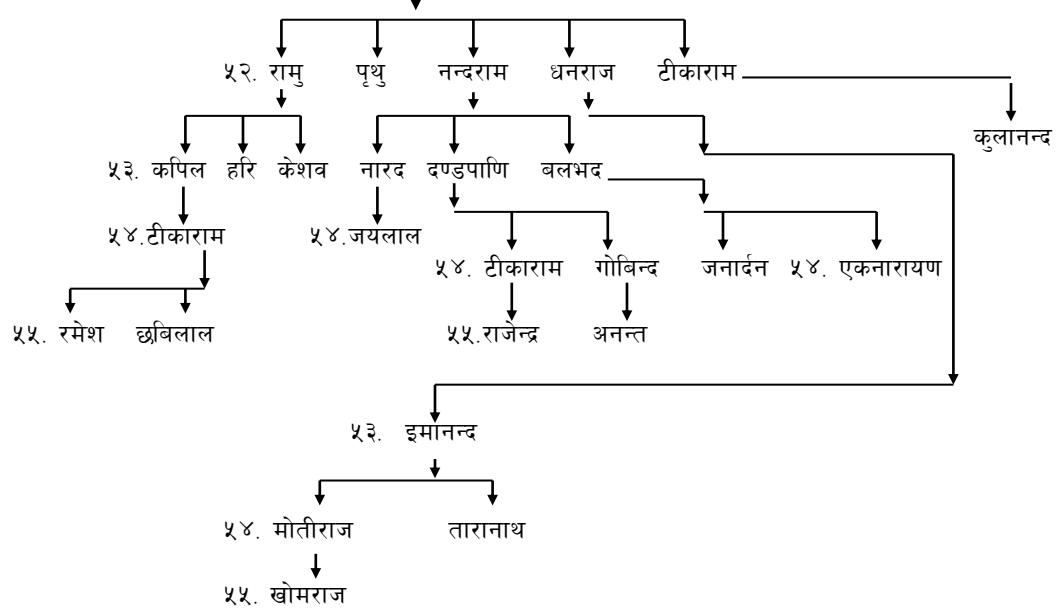 ५२. रामु पृथु नन्दराम धनराज टीकाराम
कुलानन्द
५३. कपिल हरि केशव नारद दण्डपाणि बलभद
५४.टीकाराम ५४.जयलाल
५४. टीकाराम गोबिन्द जनार्दन ५४. एकनारायण
५५. रमेश छबिलाल ५५.राजेन्द्र अनन्त
५३. इमानन्द
५४. मोतीराज तारानाथ
५५. खोमराज